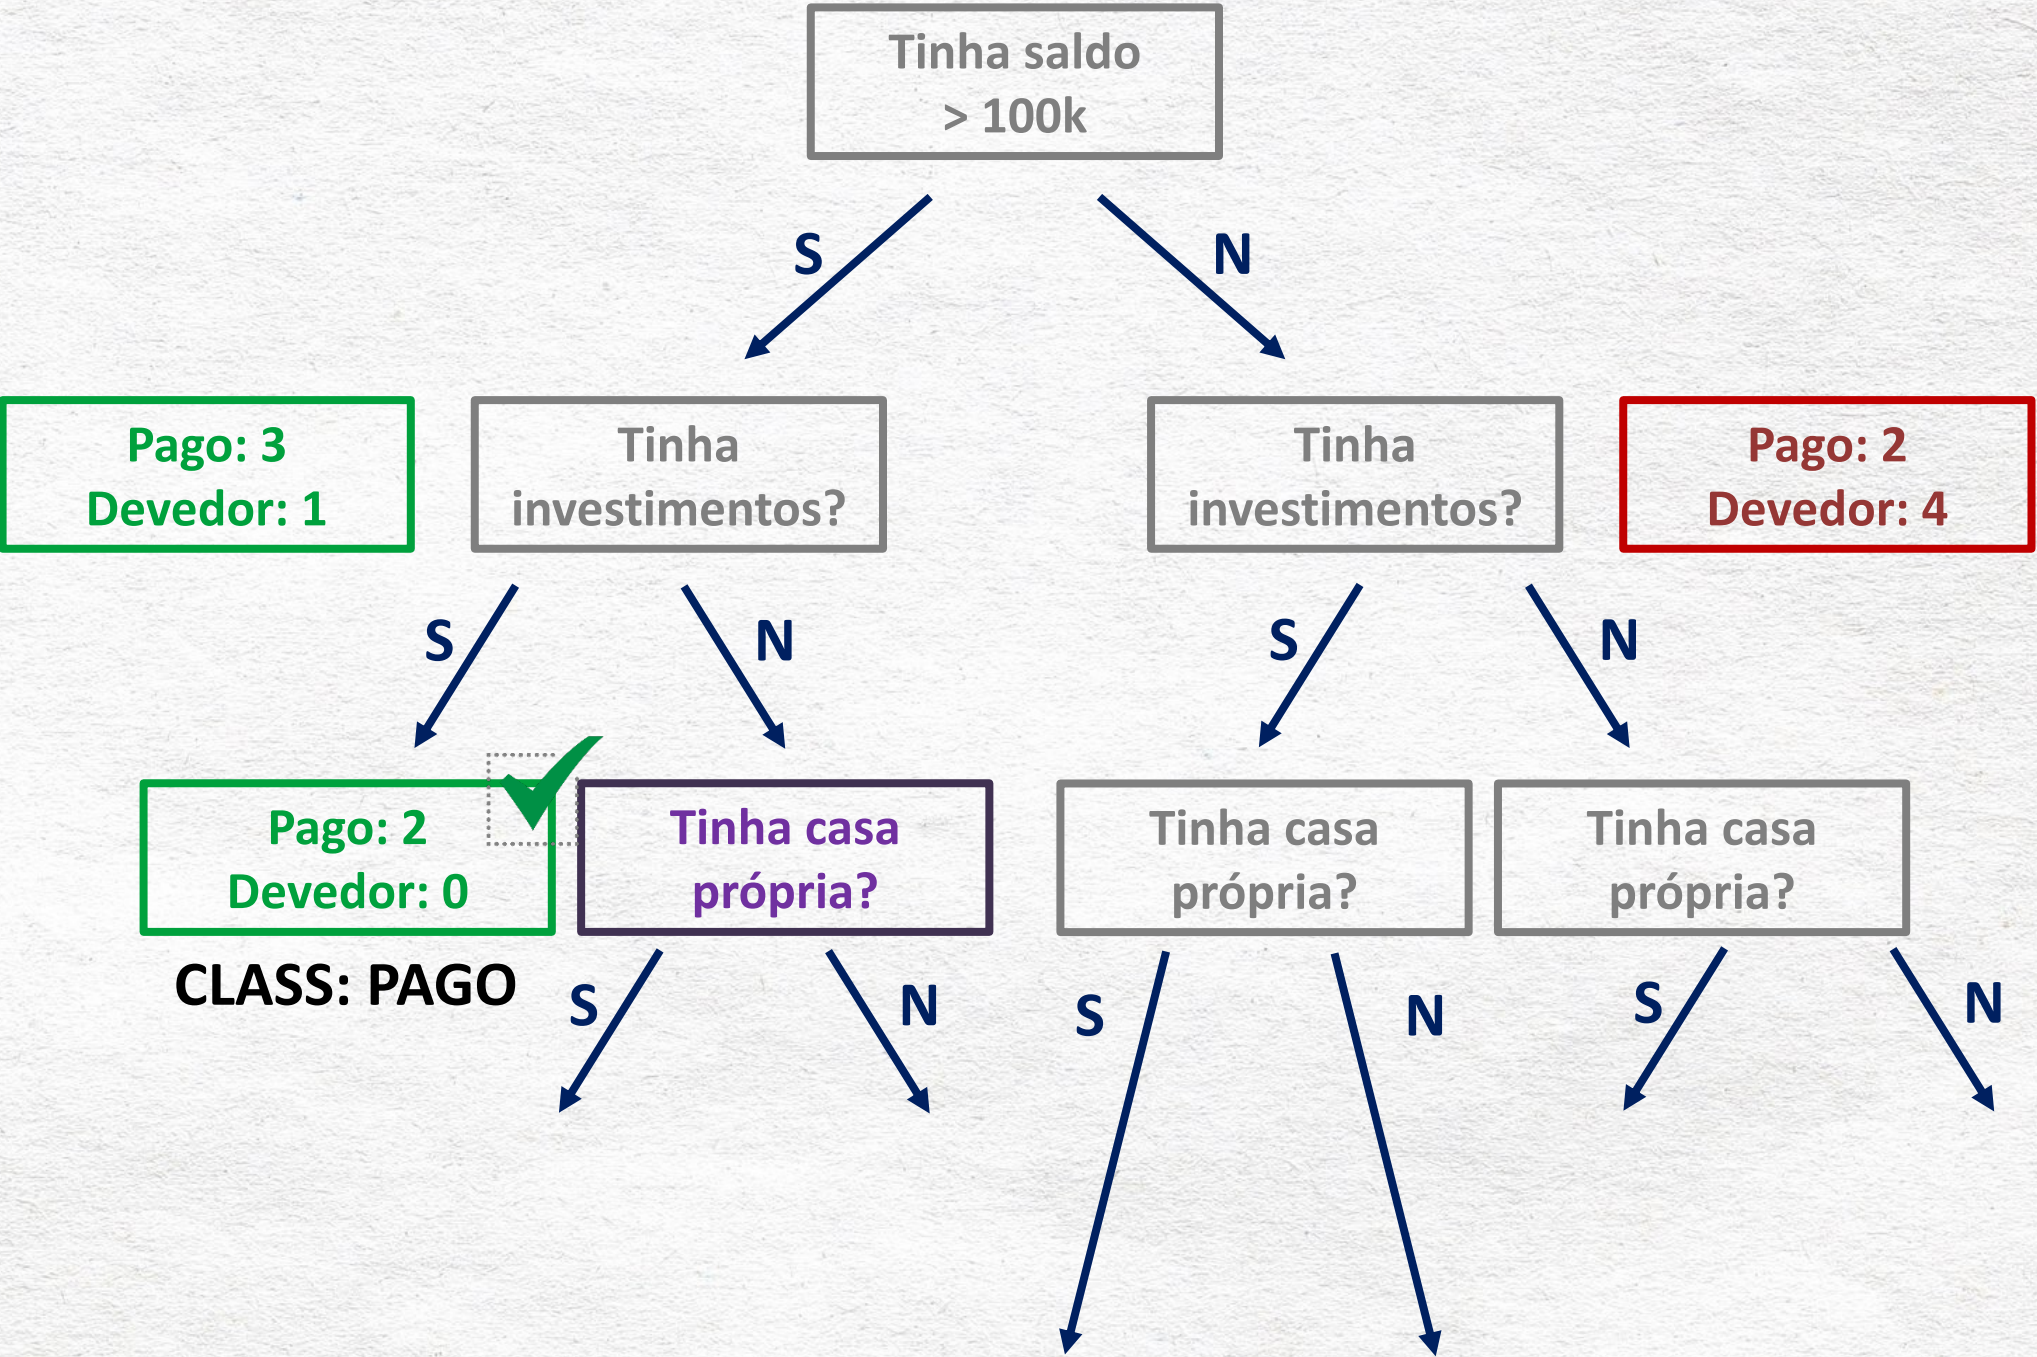 Tinha saldo
> 100k
S
N
Pago: 3
Devedor: 1
Tinha
investimentos?
Tinha
investimentos?
Pago: 2
Devedor: 4
S
N
S
N
Pago: 2
Devedor: 0
Tinha casa
própria?
Tinha casa
própria?
Tinha casa
própria?
CLASS: PAGO
S
N
S
N
S
N